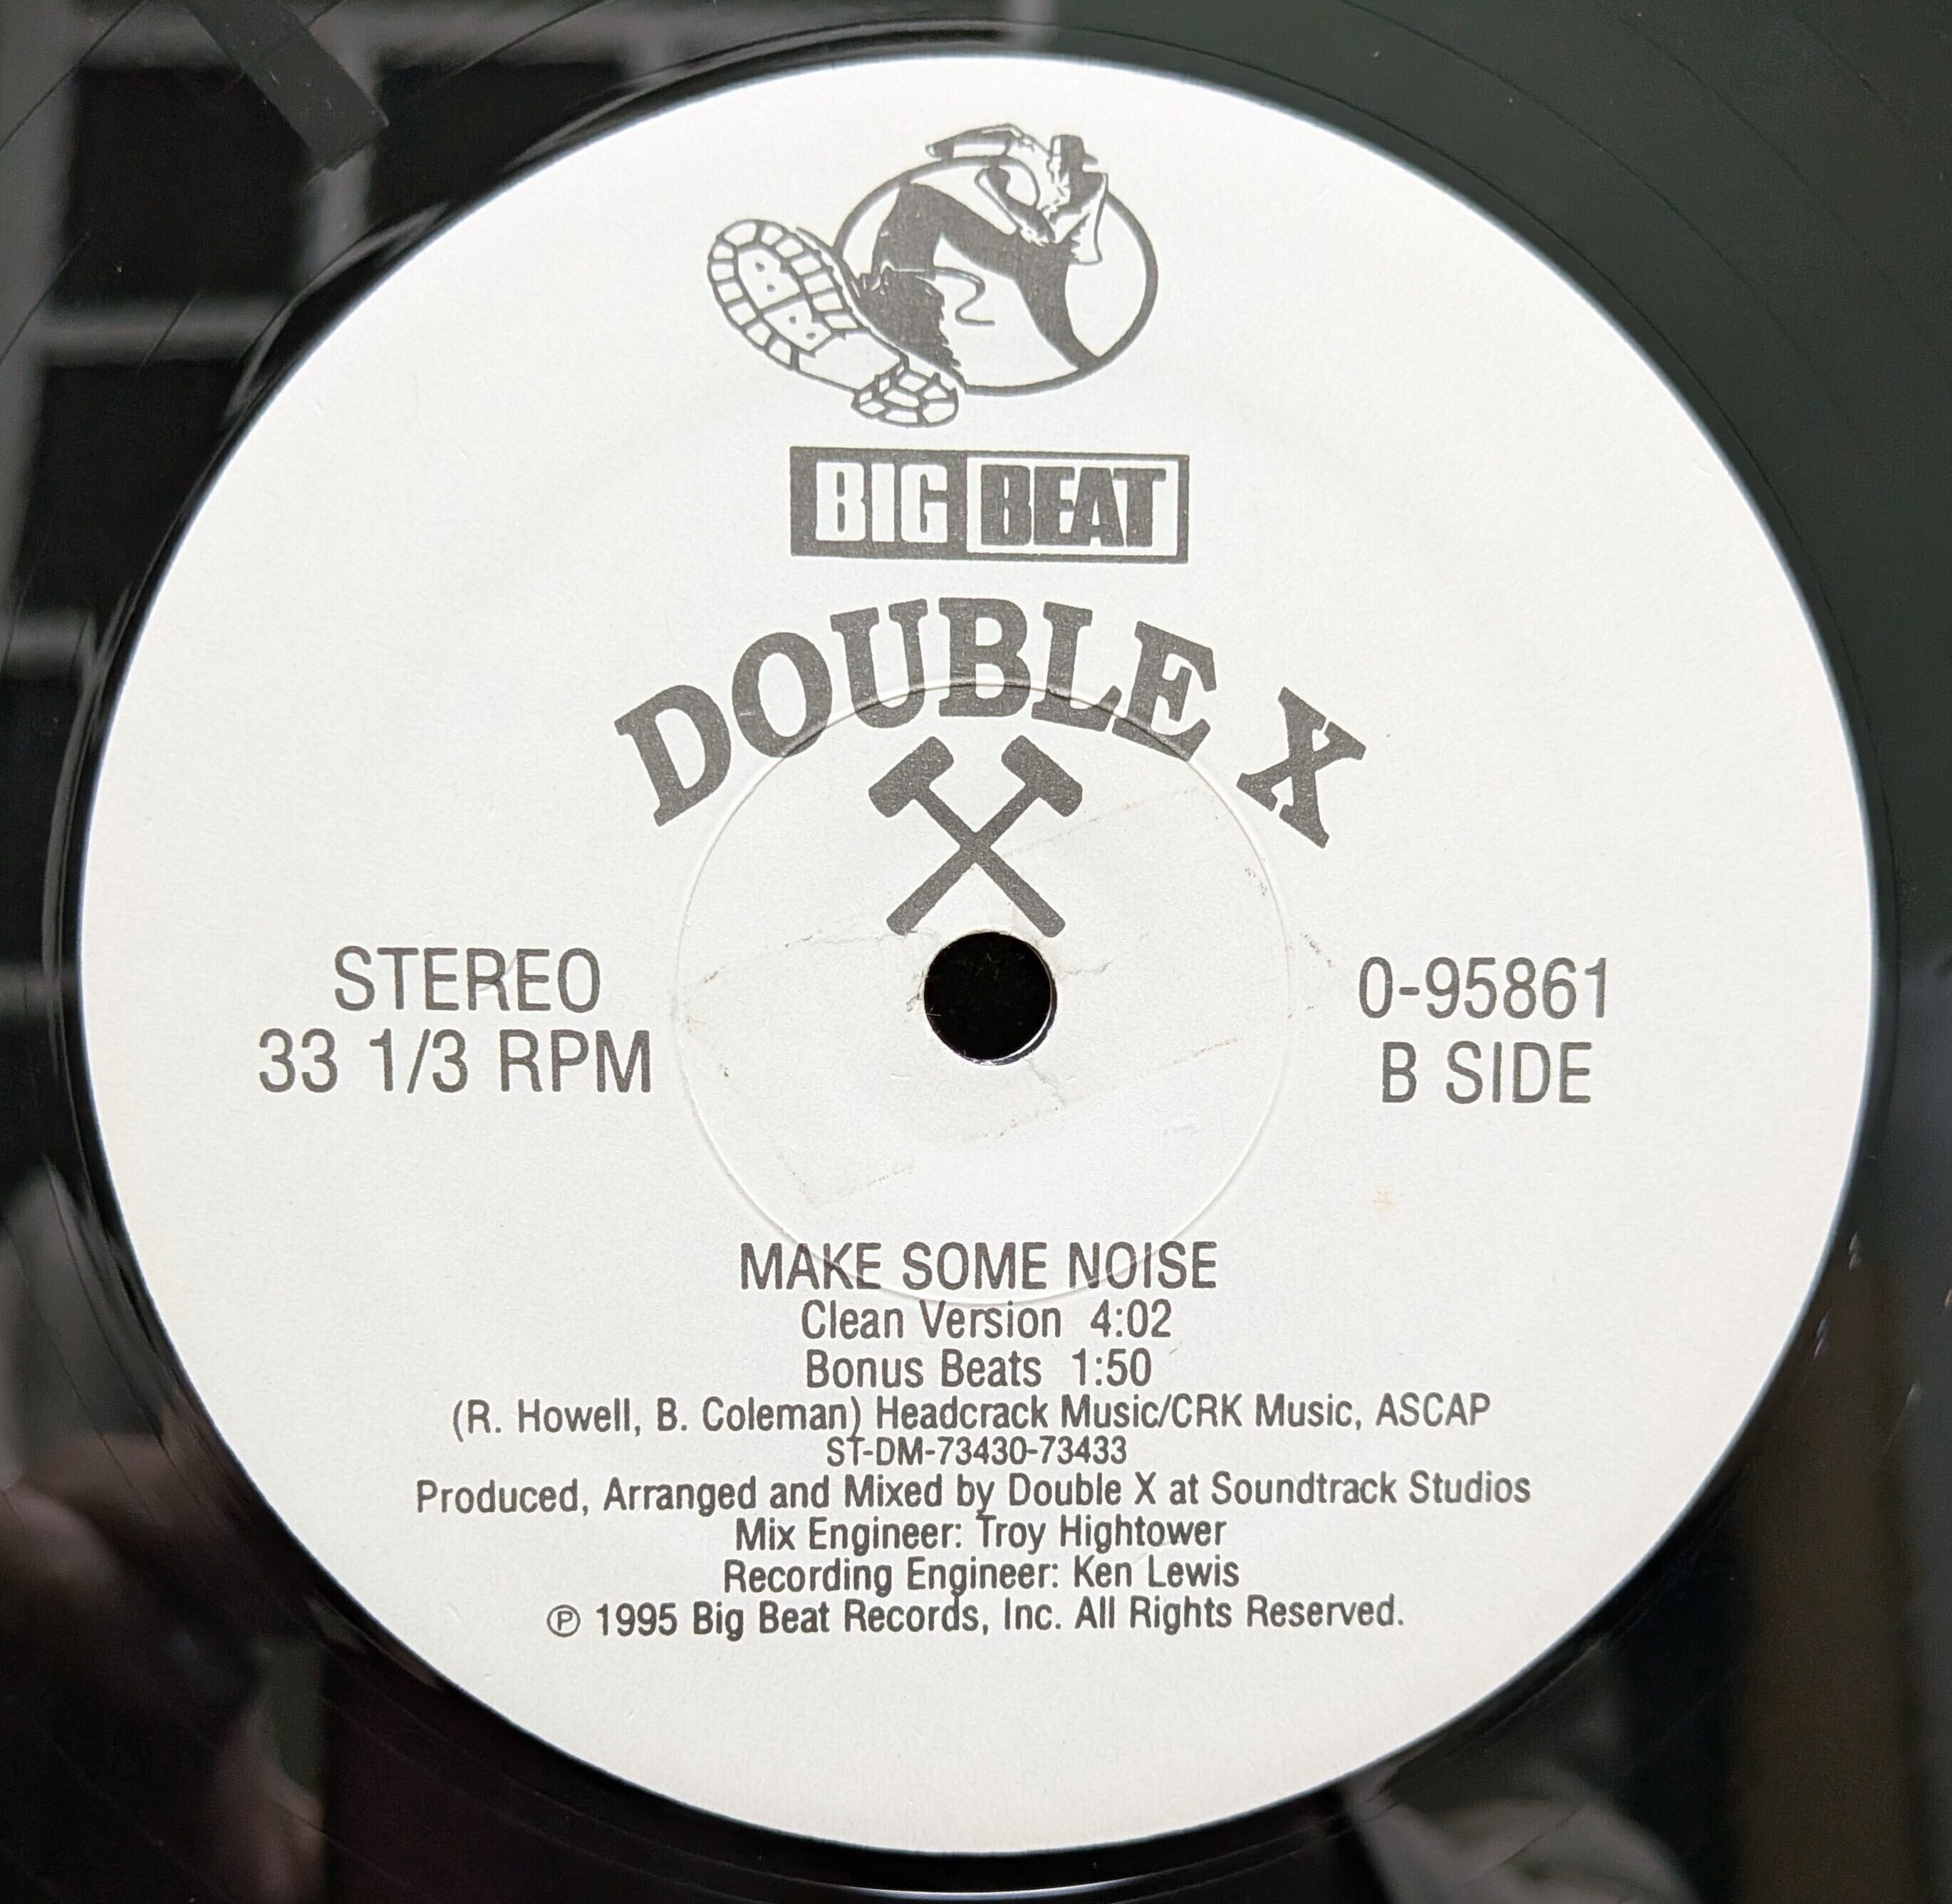 BB
BIG BEAT
DOUBLE X
STEREO
33 1/3 RPM
0-95861
B SIDE
MAKE SOME NOISE
Clean Version 4:02
Bonus Beats 1:50
(R. Howell, B. Coleman) Headcrack Music/CRK Music, ASCAP
ST-DM-73430-73433
Produced, Arranged and Mixed by Double X at Soundtrack Studios
Mix Engineer: Troy Hightower
Recording Engineer: Ken Lewis
℗ 1995 Big Beat Records, Inc. All Rights Reserved.